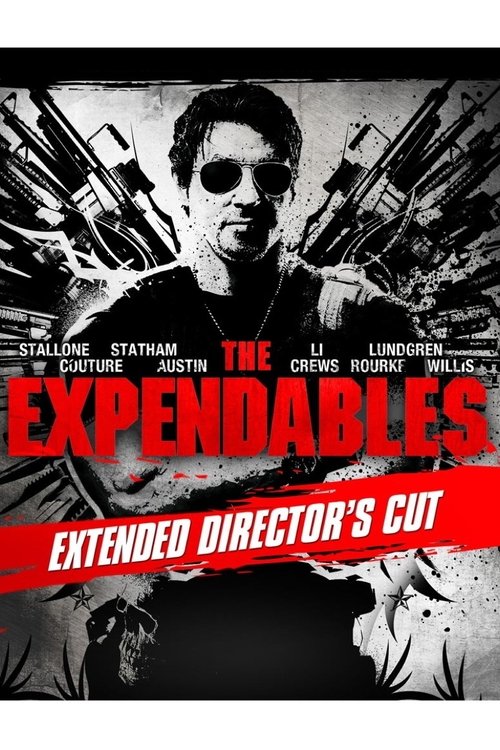 STALLONE STATHAM THE LI LUNDGREN
COUTURE AUSTIN CREWS ROURKE WILLIS
EXPENDABLES
EXTENDED DIRECTOR'S CUT